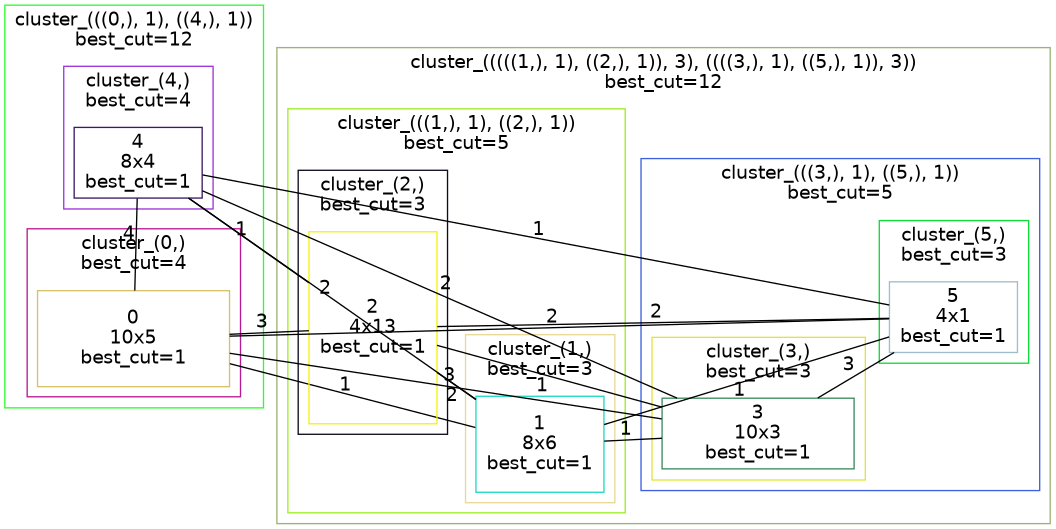 cluster_(((0,), 1), ((4,), 1))
best_cut=12
cluster_(4,)
best_cut=4
4
8x4
best_cut=1
4
cluster_(0,)
best_cut=4
0
10x5
best_cut=1
cluster_(((((1,), 1), ((2,), 1)), 3), ((((3,), 1), ((5,), 1)), 3))
best_cut=12
cluster_(((1,), 1), ((2,), 1))
best_cut=5
cluster_(2,)
best_cut=3
2
4x13
best_cut=1
cluster_(1,)
best_cut=3
1
8x6
best_cut=1
cluster_(((3,), 1), ((5,), 1))
best_cut=5
cluster_(5,)
best_cut=3
5
4x1
best_cut=1
cluster_(3,)
best_cut=3
3
10x3
best_cut=1
1
1
2
2
3
2
2
1
3
2
1
1
1
3